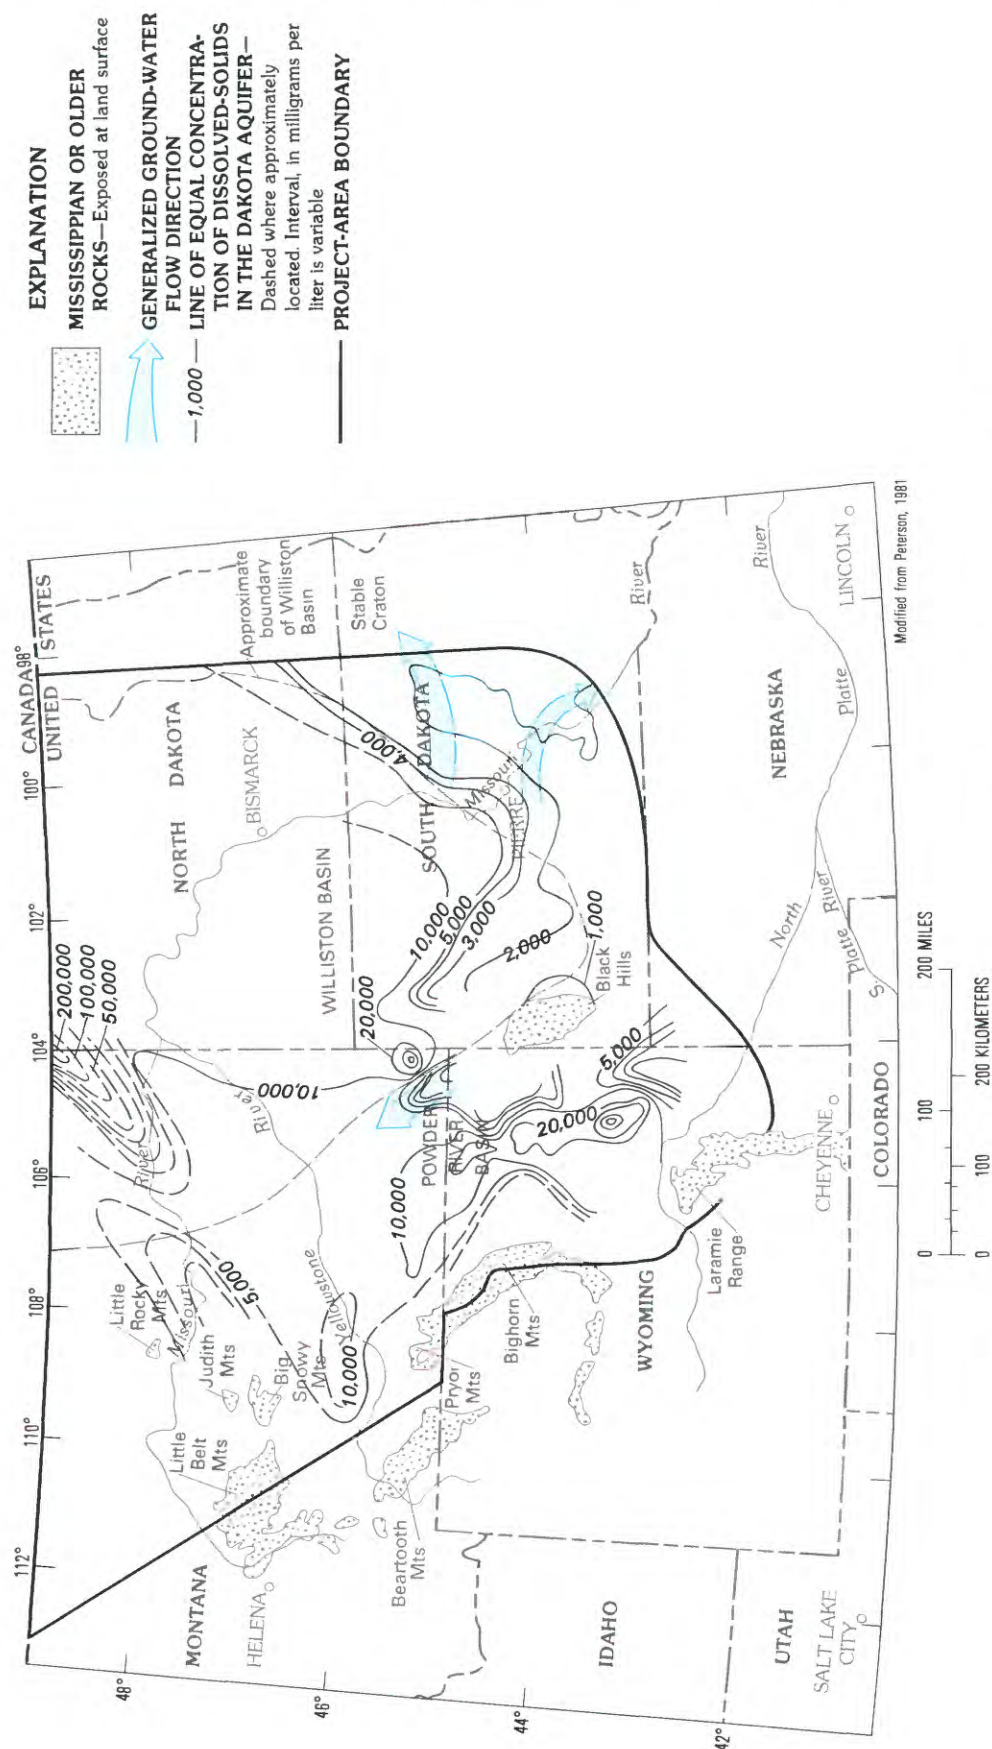 EXPLANATION
MISSISSIPPIAN OR OLDER
ROCKS—Exposed at land surface
GENERALIZED GROUND-WATER
FLOW DIRECTION
—1,000— LINE OF EQUAL CONCENTRA-
TION OF DISSOLVED-SOLIDS
IN THE DAKOTA AQUIFER—
Dashed where approximately
located. Interval, in milligrams per
liter is variable
PROJECT-AREA BOUNDARY
112°
110°
108°
106°
104°
102°
100°
98°
CANADA
UNITED STATES
48°
46°
44°
42°
200,000
100,000
50,000
Little
Rocky
Mts
Missouri
River
Judith
Mts
Big
Snowy
Mts
Little
Belt
Mts
MONTANA
HELENA
5,000
10,000
Yellowstone
River
10,000
NORTH DAKOTA
BISMARCK
Approximate
boundary
of Williston
Basin
Stable
Craton
WILLISTON BASIN
4,000
20,000
10,000
5,000
3,000
2,000
1,000
SOUTH DAKOTA
PIERRE
Missouri
River
Black
Hills
POWDER
RIVER
BASIN
10,000
20,000
5,000
Beartooth
Mts
Pryor
Mts
Bighorn
Mts
WYOMING
Laramie
Range
CHEYENNE
IDAHO
UTAH
SALT LAKE
CITY
COLORADO
NEBRASKA
North
Platte
River
S. Platte
River
LINCOLN
0 100 200 MILES
0 100 200 KILOMETERS
Modified from Peterson, 1981